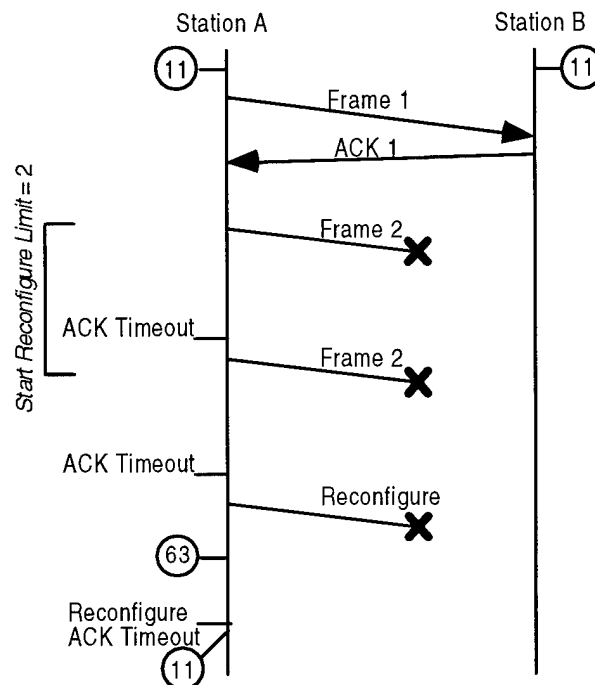 Station A
Station B
11
11
Frame 1
ACK 1
Start Reconfigure Limit = 2
Frame 2
ACK Timeout
Frame 2
ACK Timeout
Reconfigure
63
Reconfigure
ACK Timeout
11